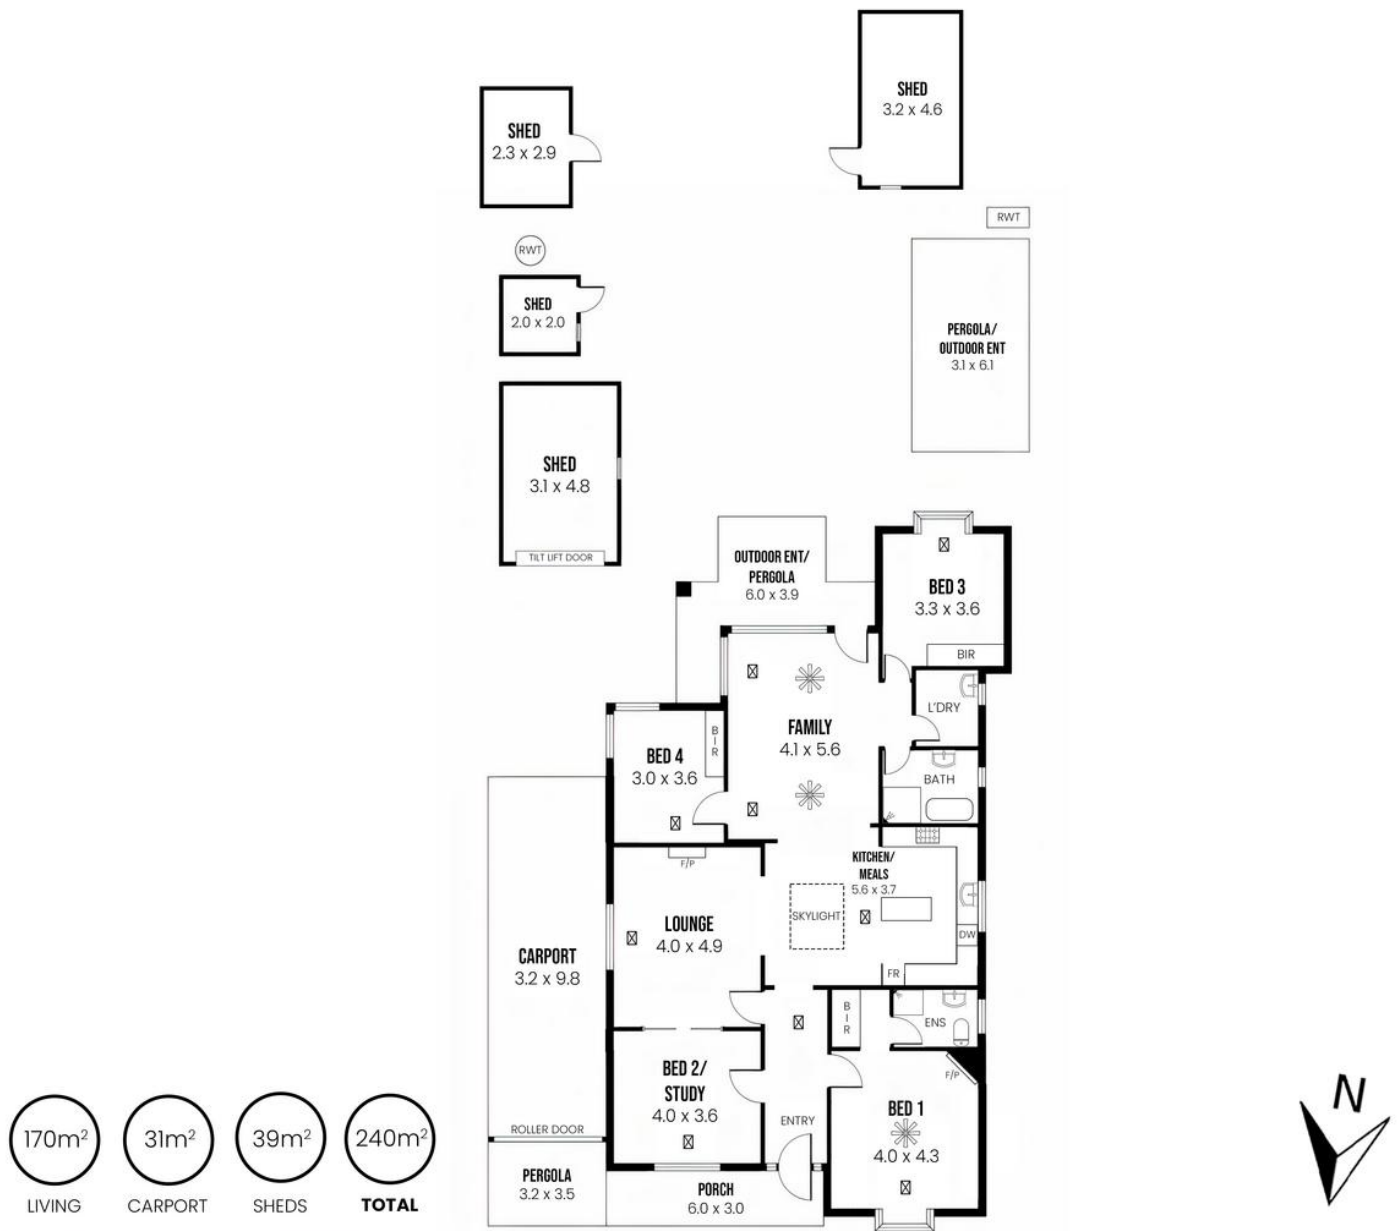 SHED
3.2 x 4.6
SHED
2.3 x 2.9
RWT
RWT
SHED
2.0 x 2.0
PERGOLA/
OUTDOOR ENT
3.1 x 6.1
SHED
3.1 x 4.8
TILT LIFT DOOR
OUTDOOR ENT/
PERGOLA
6.0 x 3.9
BED 3
3.3 x 3.6
BIR
L'DRY
FAMILY
4.1 x 5.6
BED 4
3.0 x 3.6
BIR
BATH
KITCHEN/
MEALS
5.6 x 3.7
F/P
SKYLIGHT
LOUNGE
4.0 x 4.9
DW
FR
CARPORT
3.2 x 9.8
BIR
ENS
F/P
BED 2/
STUDY
4.0 x 3.6
BED 1
4.0 x 4.3
ENTRY
ROLLER DOOR
PERGOLA
3.2 x 3.5
PORCH
6.0 x 3.0
170m²
LIVING
31m²
CARPORT
39m²
SHEDS
240m²
TOTAL
N